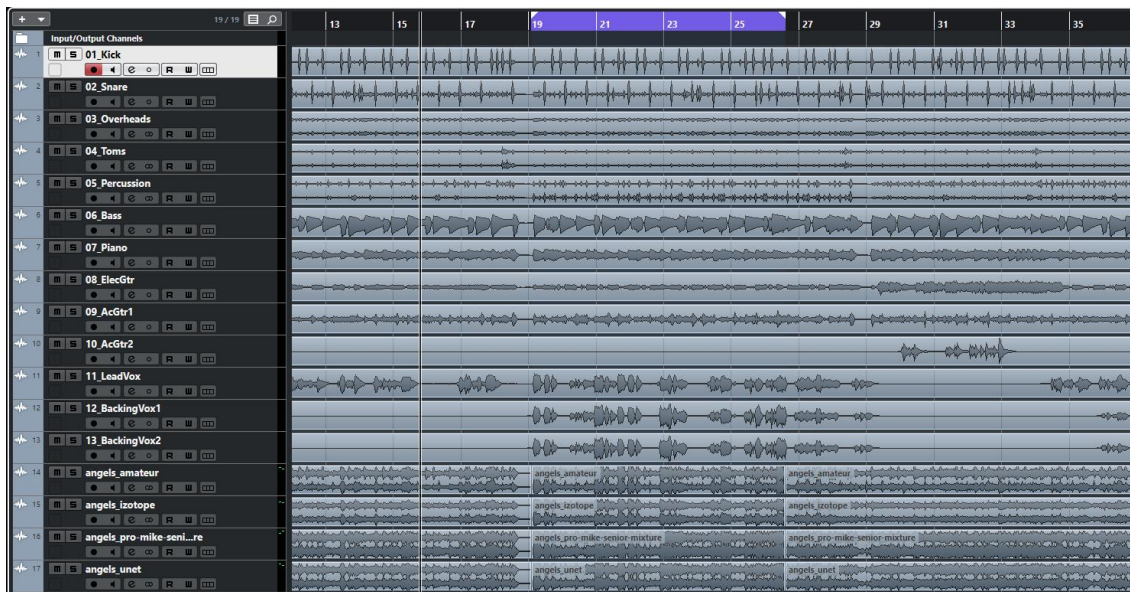 19 / 19
13 15 17 19 21 23 25 27 29 31 33 35
Input/Output Channels
1 m S 01_Kick
e R W
2 m S 02_Snare
e R W
3 m S 03_Overheads
e R W
4 m S 04_Toms
e R W
5 m S 05_Percussion
e R W
6 m S 06_Bass
e R W
7 m S 07_Piano
e R W
8 m S 08_ElecGtr
e R W
9 m S 09_AcGtr1
e R W
10 m S 10_AcGtr2
e R W
11 m S 11_LeadVox
e R W
12 m S 12_BackingVox1
e R W
13 m S 13_BackingVox2
e R W
14 m S angels_amateur angels_amateur angels_amateur
e R W
15 m S angels_izotope angels_izotope angels_izotope
e R W
16 m S angels_pro-mike-seni...re angels_pro-mike-senior-mixture angels_pro-mike-senior-mixture
e R W
17 m S angels_unet angels_unet angels_unet
e R W